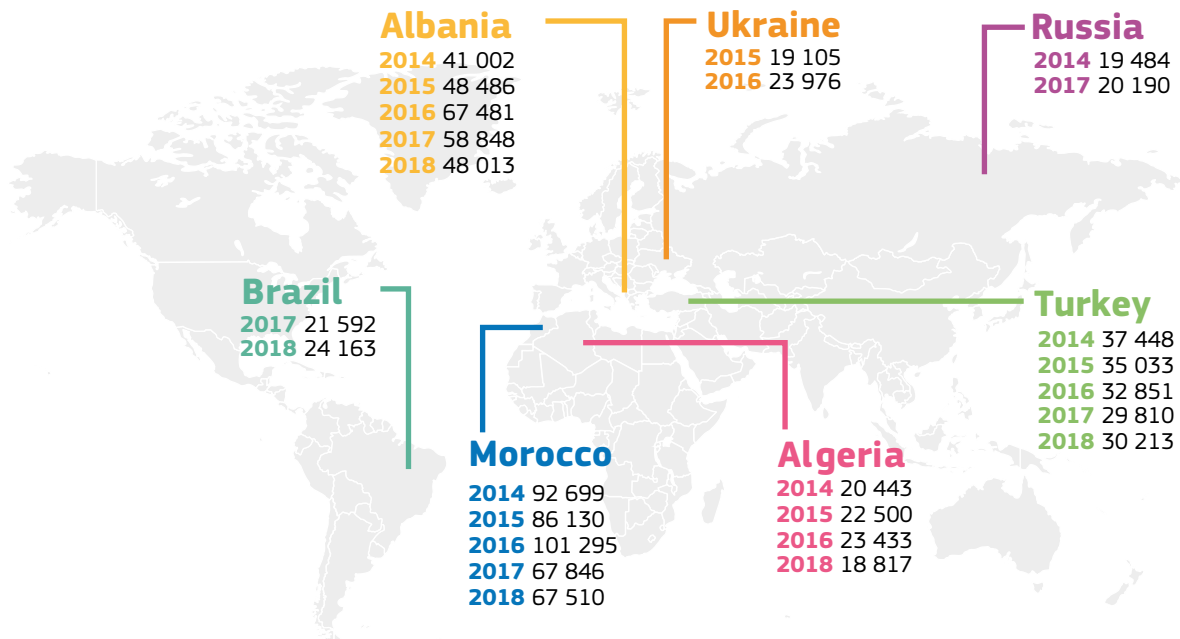 Albania
2014 41 002
2015 48 486
2016 67 481
2017 58 848
2018 48 013
Ukraine
2015 19 105
2016 23 976
Russia
2014 19 484
2017 20 190
Brazil
2017 21 592
2018 24 163
Turkey
2014 37 448
2015 35 033
2016 32 851
2017 29 810
2018 30 213
Morocco
2014 92 699
2015 86 130
2016 101 295
2017 67 846
2018 67 510
Algeria
2014 20 443
2015 22 500
2016 23 433
2018 18 817